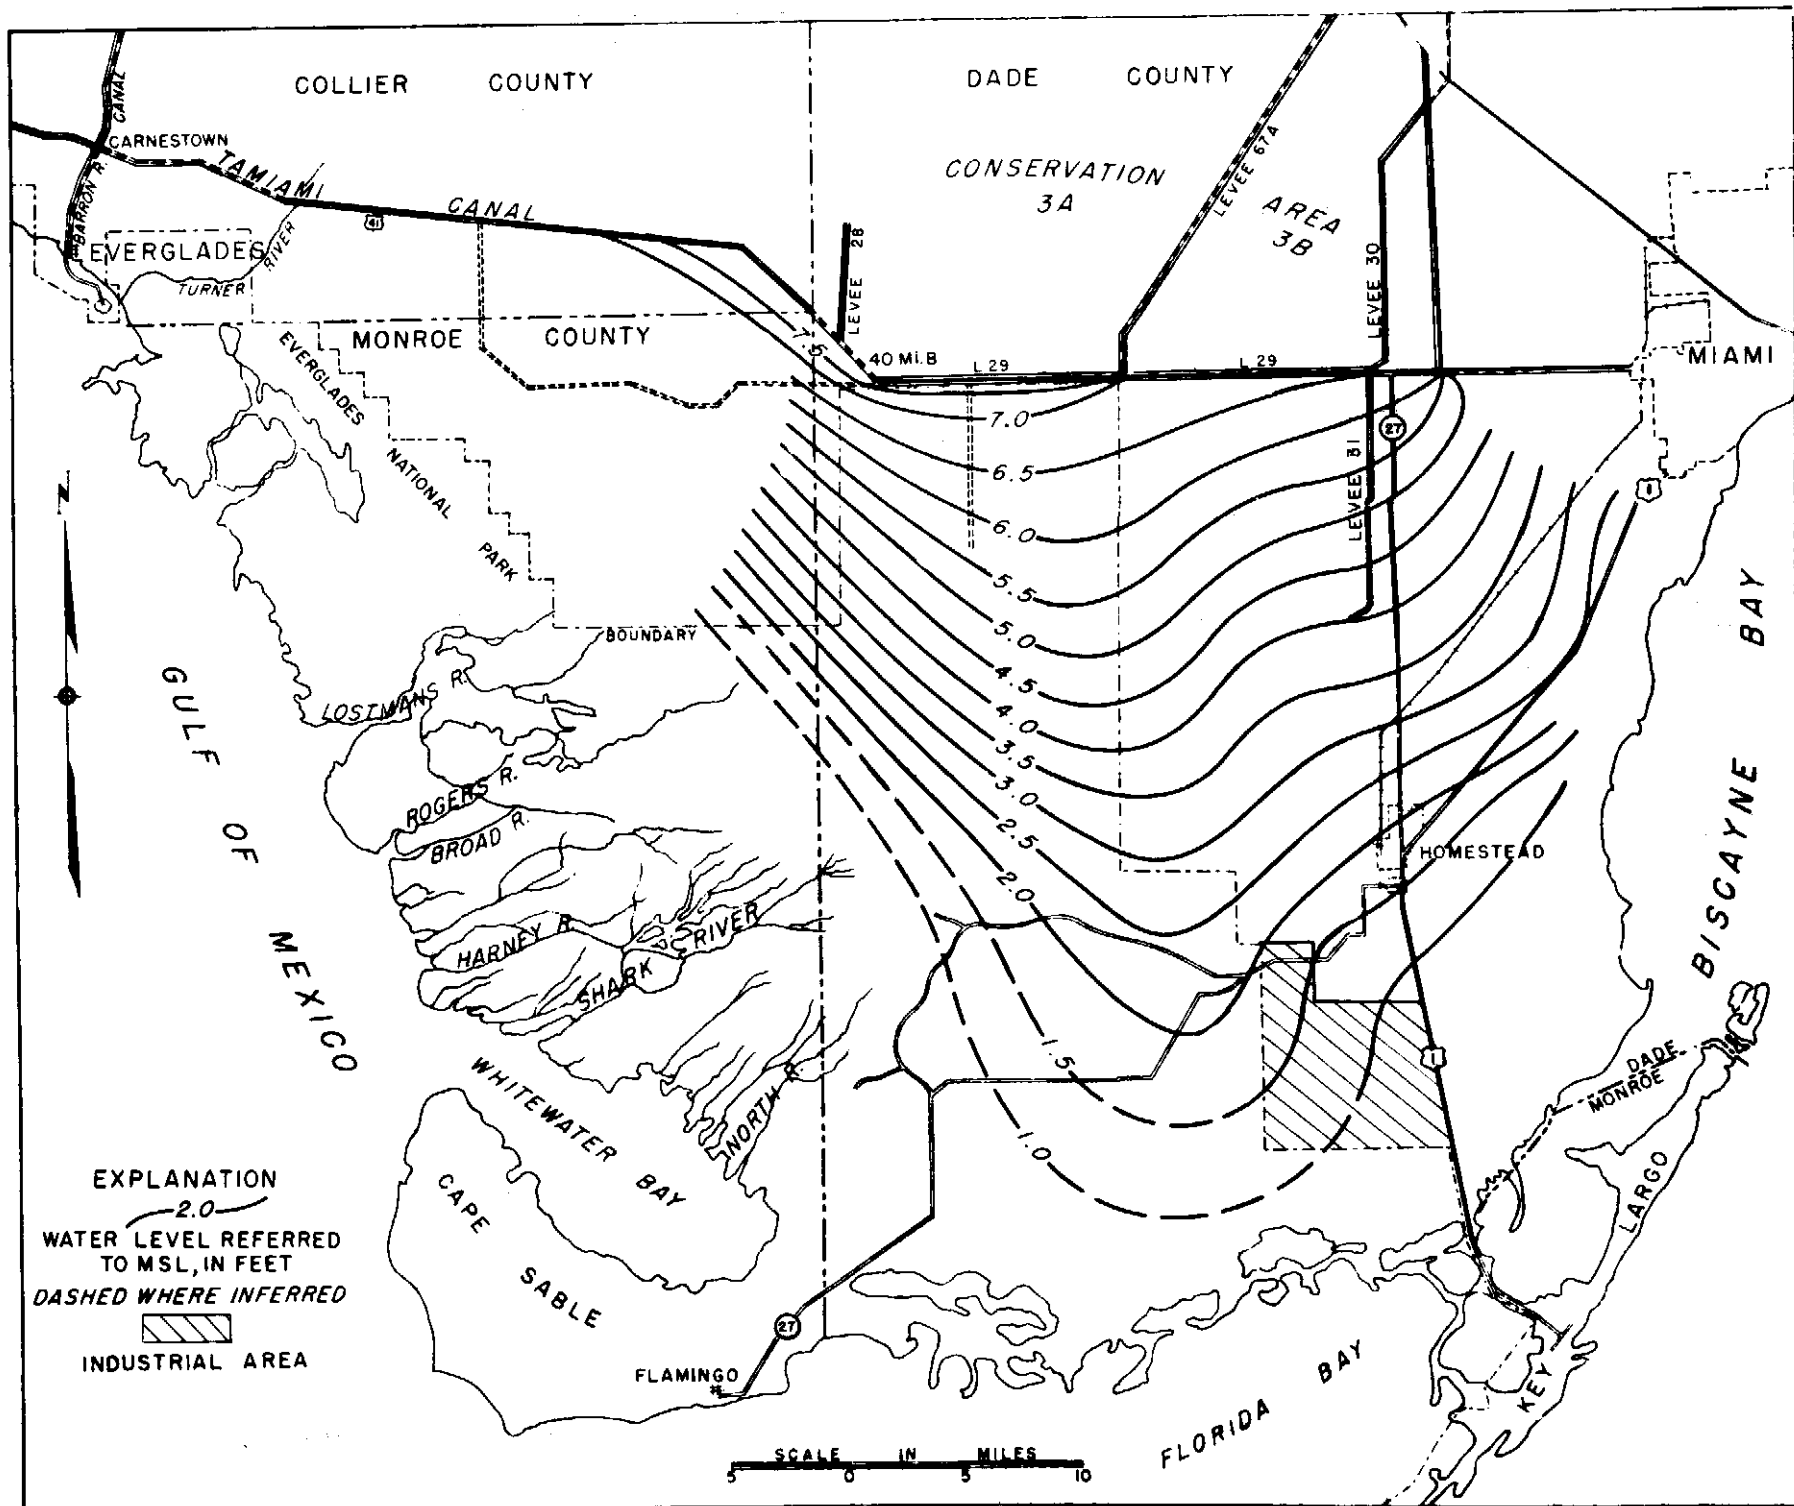 COLLIER COUNTY
DADE COUNTY
CANAL
CARNESTOWN
BARRON R.
TAMIAMI
CANAL
41
EVERGLADES
TURNER
RIVER
CONSERVATION
3A
AREA
3B
LEVEE 67A
LEVEE 28
LEVEE 30
MONROE COUNTY
40 MI. B
L 29
L 29
MIAMI
EVERGLADES
NATIONAL
PARK
BOUNDARY
LEVEE 31
27
1
7.5
7.0
6.5
6.0
5.5
5.0
4.5
4.0
3.5
3.0
2.5
2.0
1.5
1.0
N
GULF OF MEXICO
LOSTMANS R.
ROGERS R.
BROAD R.
HARNEY R.
SHARK RIVER
NORTH R.
WHITEWATER BAY
CAPE SABLE
HOMESTEAD
BISCAYNE BAY
1
DADE
MONROE
KEY LARGO
FLORIDA BAY
27
FLAMINGO
EXPLANATION
2.0
WATER LEVEL REFERRED
TO MSL, IN FEET
DASHED WHERE INFERRED
INDUSTRIAL AREA
SCALE IN MILES
5 0 5 10